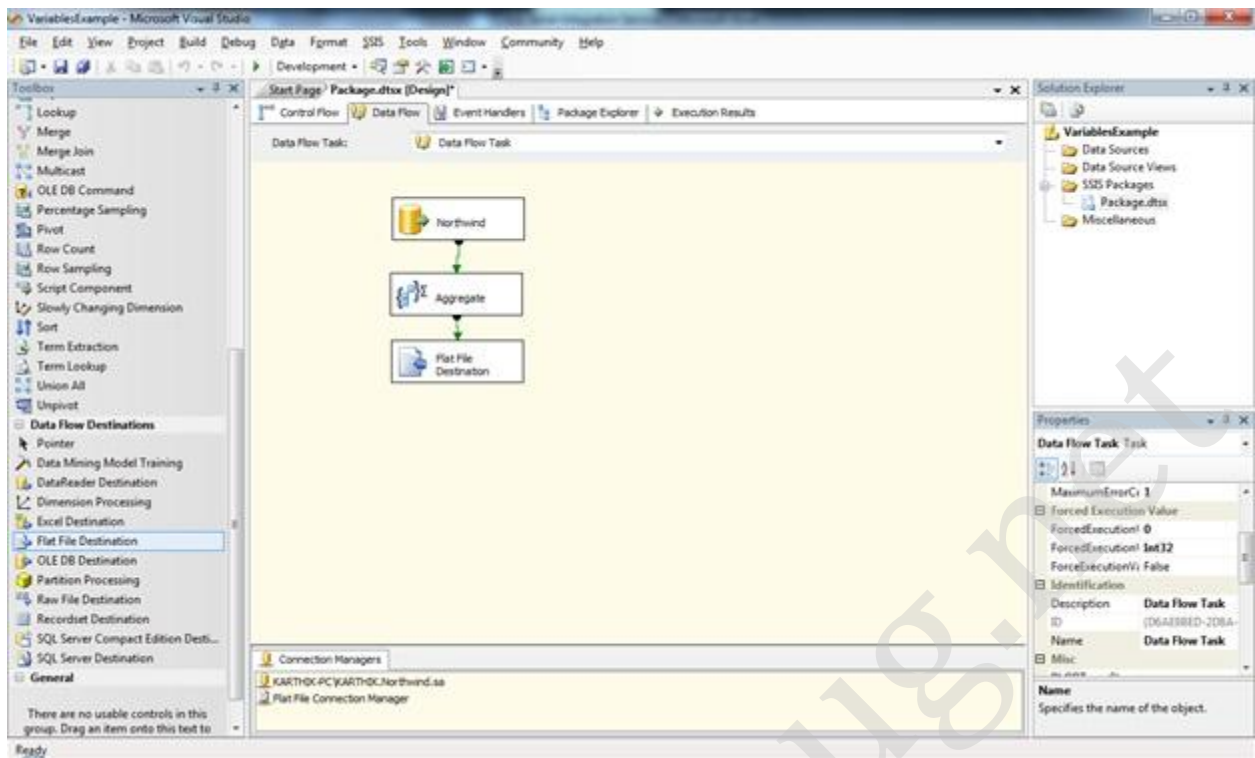 VariablesExample - Microsoft Visual Studio
File Edit View Project Build Debug Data Format SSIS Tools Window Community Help
Development
Toolbox
Lookup
Merge
Merge Join
Multicast
OLE DB Command
Percentage Sampling
Pivot
Row Count
Row Sampling
Script Component
Slowly Changing Dimension
Sort
Term Extraction
Term Lookup
Union All
Unpivot
Data Flow Destinations
Pointer
Data Mining Model Training
DataReader Destination
Dimension Processing
Excel Destination
Flat File Destination
OLE DB Destination
Partition Processing
Raw File Destination
Recordset Destination
SQL Server Compact Edition Desti...
SQL Server Destination
General
There are no usable controls in this
group. Drag an item onto this text to
Start Page Package.dtsx [Design]*
Control Flow Data Flow Event Handlers Package Explorer Execution Results
Data Flow Task: Data Flow Task
Northwind
Aggregate
Flat File
Destination
Connection Managers
KARTHIK-PC\KARTHIK.Northwind.sa
Flat File Connection Manager
Solution Explorer
VariablesExample
Data Sources
Data Source Views
SSIS Packages
Package.dtsx
Miscellaneous
Properties
Data Flow Task Task
MaximumErrorC 1
Forced Execution Value
ForcedExecution 0
ForcedExecution Int32
ForceExecutionV False
Identification
Description Data Flow Task
ID
Name Data Flow Task
Misc
Name
Specifies the name of the object.
Ready
ug.net